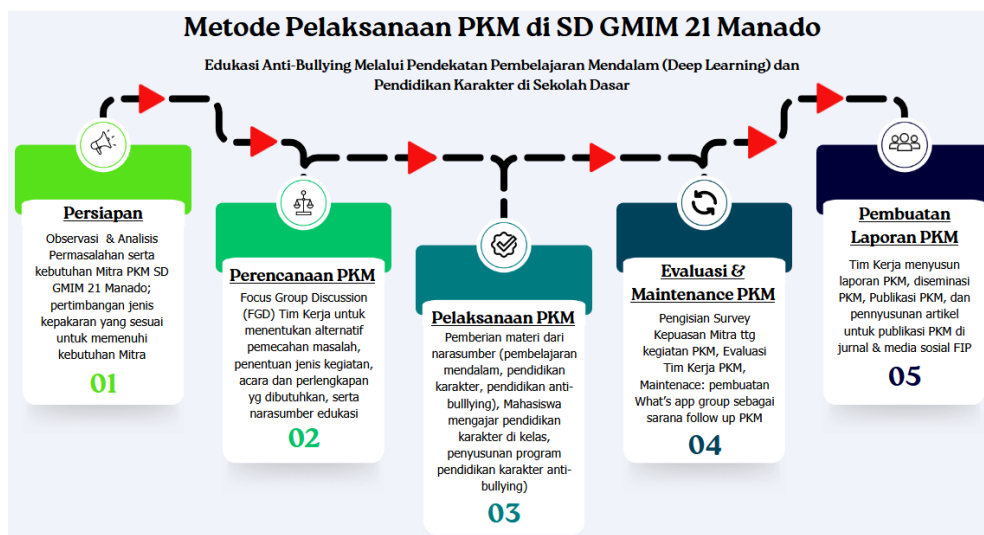 Metode Pelaksanaan PKM di SD GMIM 21 Manado
Edukasi Anti-Bullying Melalui Pendekatan Pembelajaran Mendalam (Deep Learning) dan
Pendidikan Karakter di Sekolah Dasar
Persiapan
Observasi & Analisis
Permasalahan serta
kebutuhan Mitra PKM SD
GMIM 21 Manado;
pertimbangan jenis
kepakaran yang sesuai
untuk memenuhi
kebutuhan Mitra
01
Perencanaan PKM
Focus Group Discussion
(FGD) Tim Kerja untuk
menentukan alternatif
pemecahan masalah,
penentuan jenis kegiatan,
acara dan perlengkapan
yg dibutuhkan, serta
narasumber edukasi
02
Pelaksanaan PKM
Pemberian materi dari
narasumber (pembelajaran
mendalam, pendidikan
karakter, pendidikan anti-
bulllying), Mahasiswa
mengajar pendidikan
karakter di kelas,
penyusunan program
pendidikan karakter anti-
bullying)
03
Evaluasi &
Maintenance PKM
Pengisian Survey
Kepuasan Mitra ttg
kegiatan PKM, Evaluasi
Tim Kerja PKM,
Maintenace: pembuatan
What's app group sebagai
sarana follow up PKM
04
Pembuatan
Laporan PKM
Tim Kerja menyusun
laporan PKM, diseminasi
PKM, Publikasi PKM, dan
pennyusunan artikel
untuk publikasi PKM di
jurnal & media sosial FIP
05